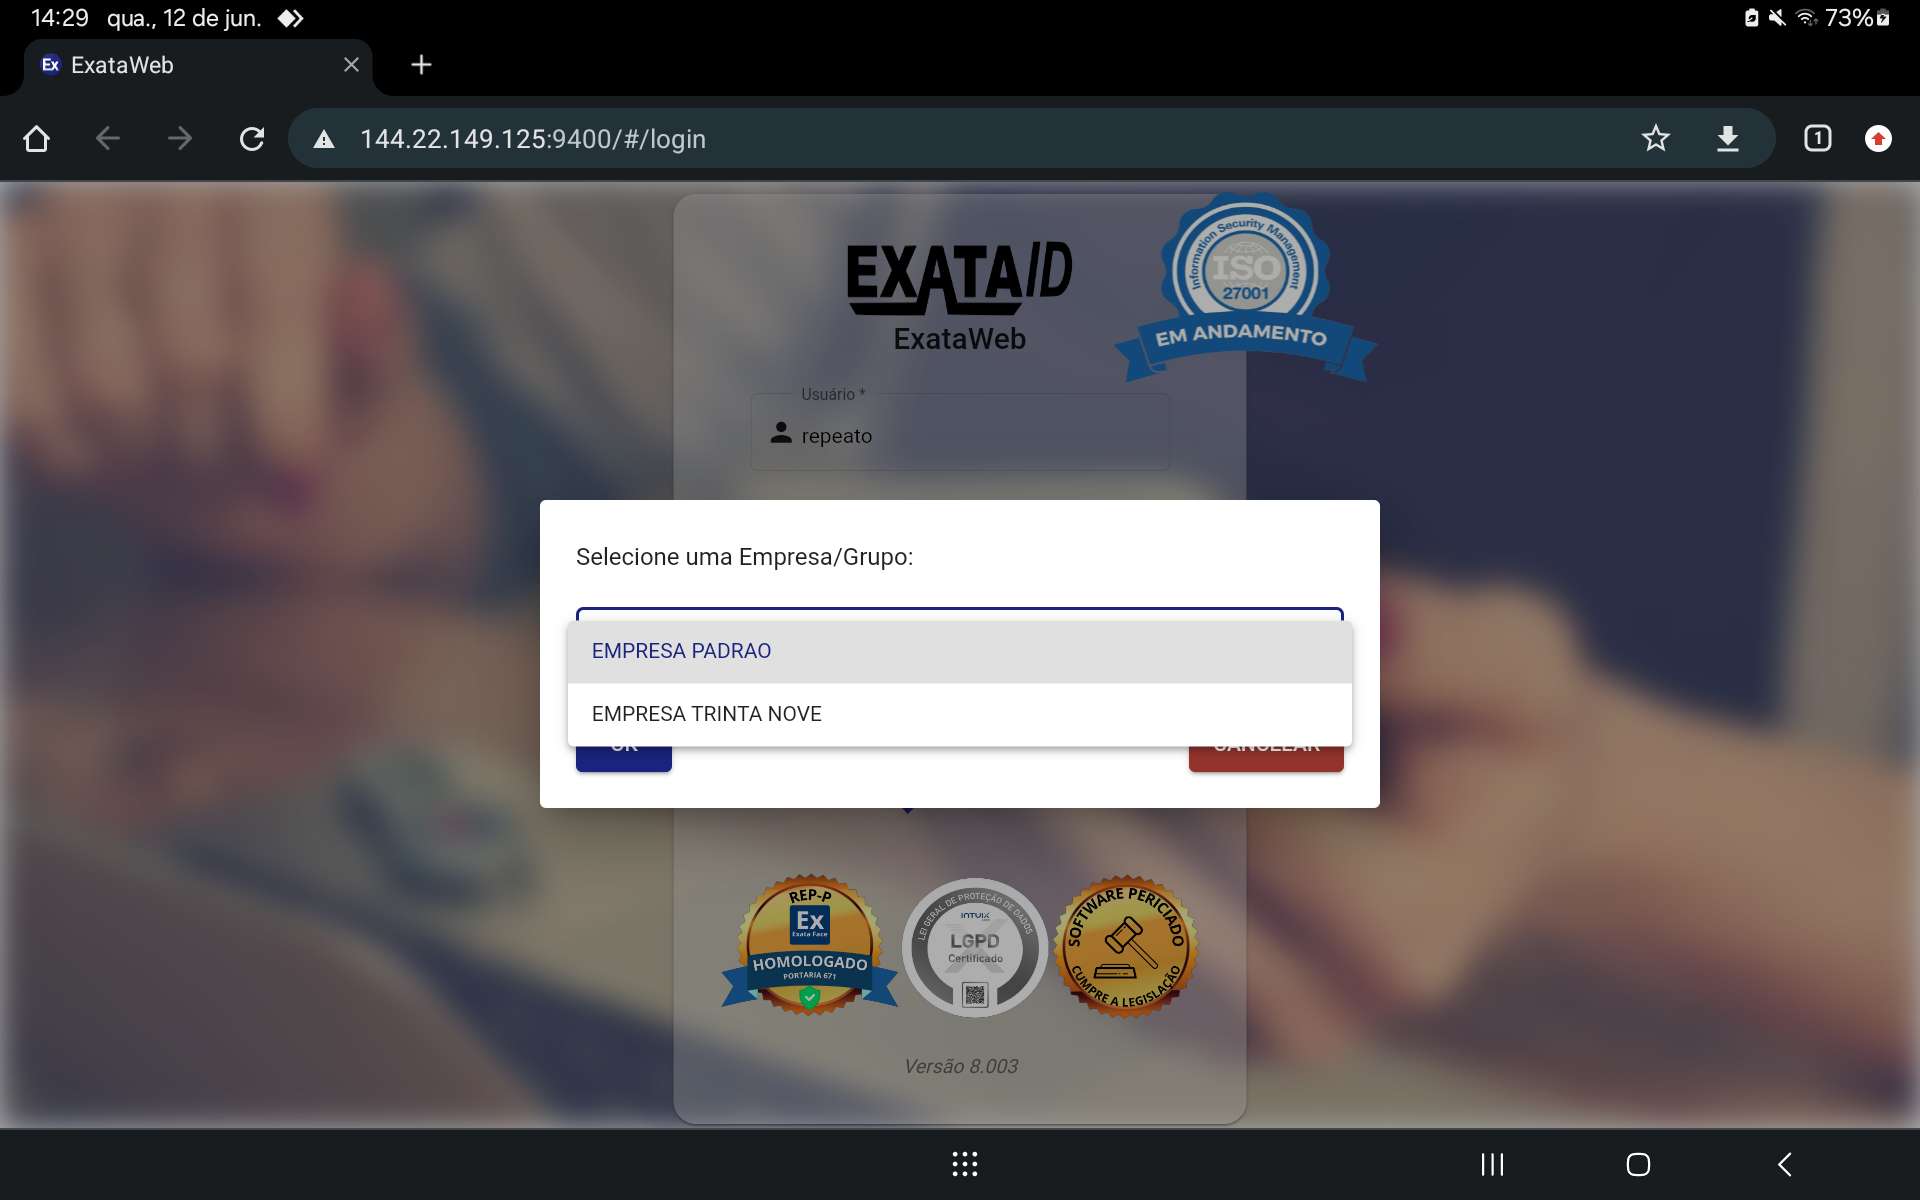 14:29 qua., 12 de jun.
73%
Ex ExataWeb
144.22.149.125:9400/#/login
1
EXATAID
ExataWeb
Information Security Management
ISO
27001
EM ANDAMENTO
Usuário *
repeato
Selecione uma Empresa/Grupo:
EMPRESA PADRAO
EMPRESA TRINTA NOVE
OK
CANCELAR
REP-P
Ex
Exata Face
HOMOLOGADO
PORTARIA 671
LEI GERAL DE PROTEÇÃO DE DADOS
INTUIX
LGPD
Certificado
SOFTWARE PERICIADO
CUMPRE A LEGISLAÇÃO
Versão 8.003